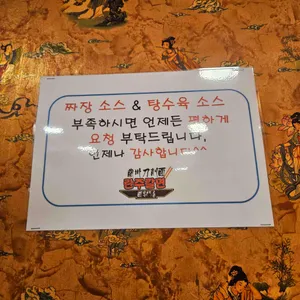 짜장 소스 & 탕수육 소스
부족하시면 언제든 편하게
요청 부탁드립니다.
언제나 감사합니다^^